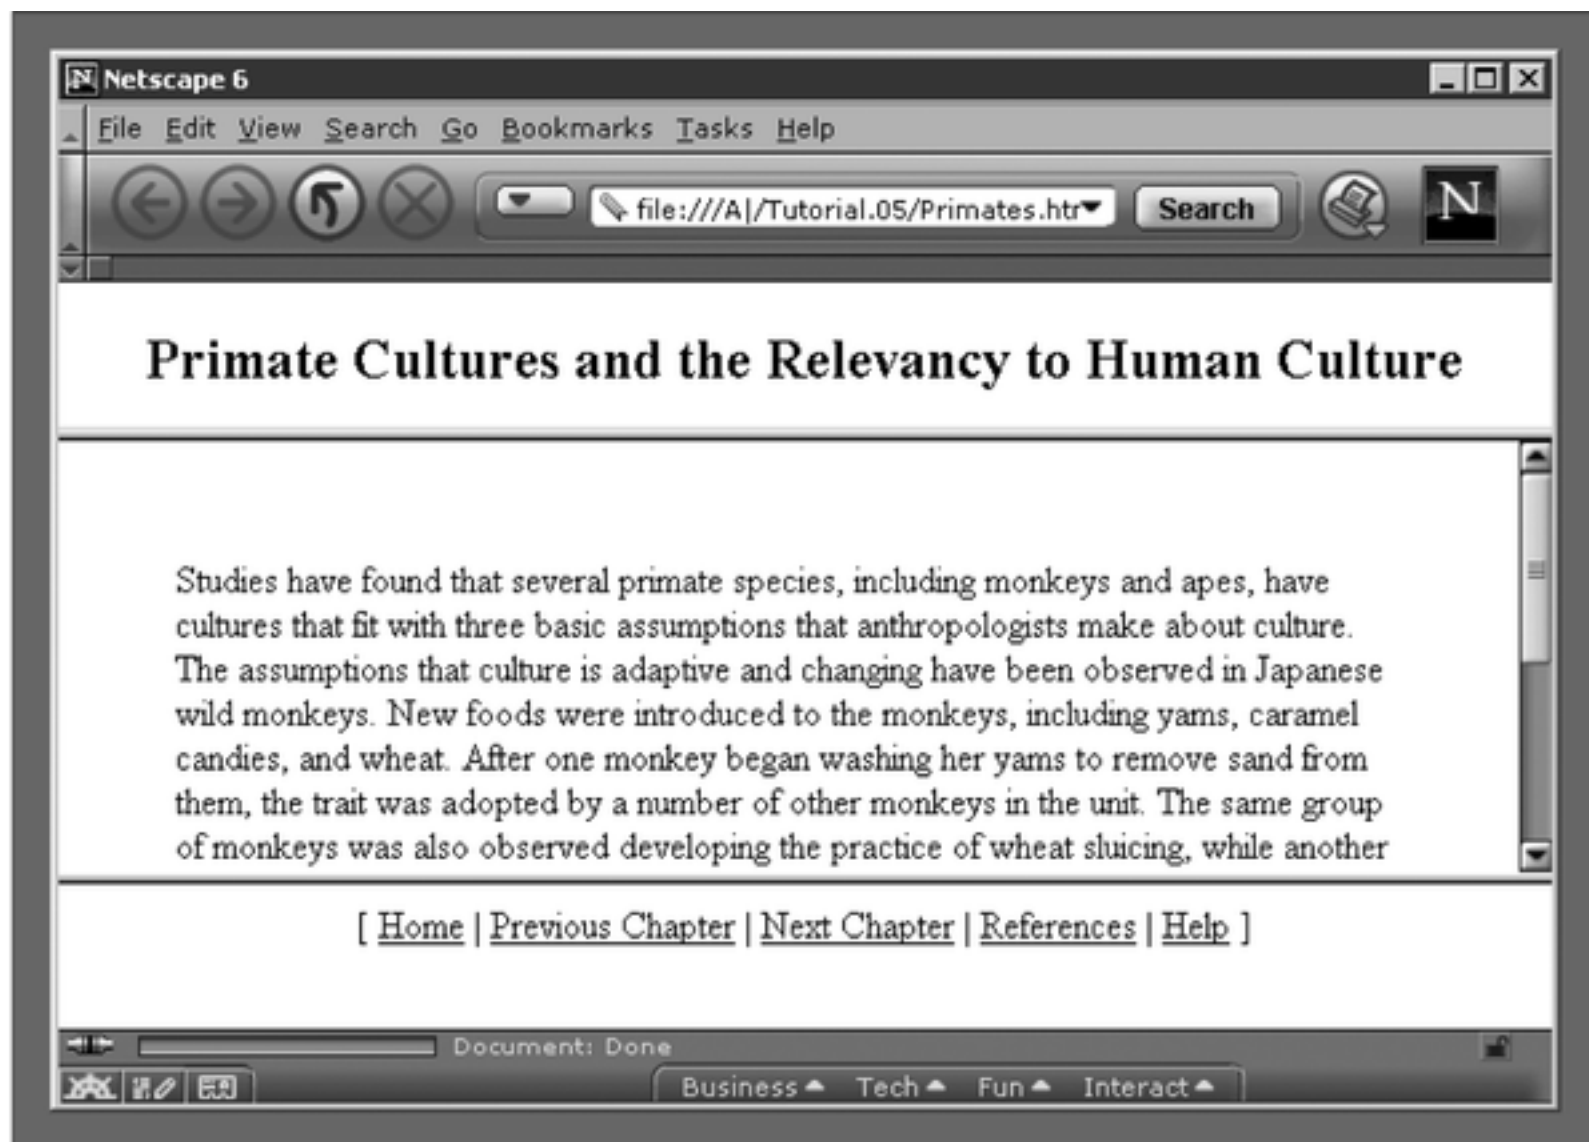 Netscape 6
File Edit View Search Go Bookmarks Tasks Help
file:///A|/Tutorial.05/Primates.htr Search N
Primate Cultures and the Relevancy to Human Culture
Studies have found that several primate species, including monkeys and apes, have
cultures that fit with three basic assumptions that anthropologists make about culture.
The assumptions that culture is adaptive and changing have been observed in Japanese
wild monkeys. New foods were introduced to the monkeys, including yams, caramel
candies, and wheat. After one monkey began washing her yams to remove sand from
them, the trait was adopted by a number of other monkeys in the unit. The same group
of monkeys was also observed developing the practice of wheat sluicing, while another
[ Home | Previous Chapter | Next Chapter | References | Help ]
Document: Done
Business Tech Fun Interact